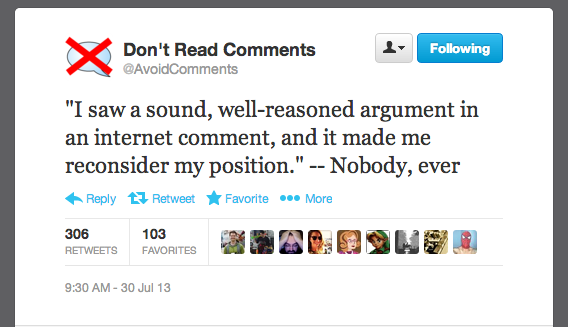 Don't Read Comments
@AvoidComments
Following
"I saw a sound, well-reasoned argument in
an internet comment, and it made me
reconsider my position." -- Nobody, ever
Reply Retweet Favorite More
306 103
RETWEETS FAVORITES
9:30 AM - 30 Jul 13